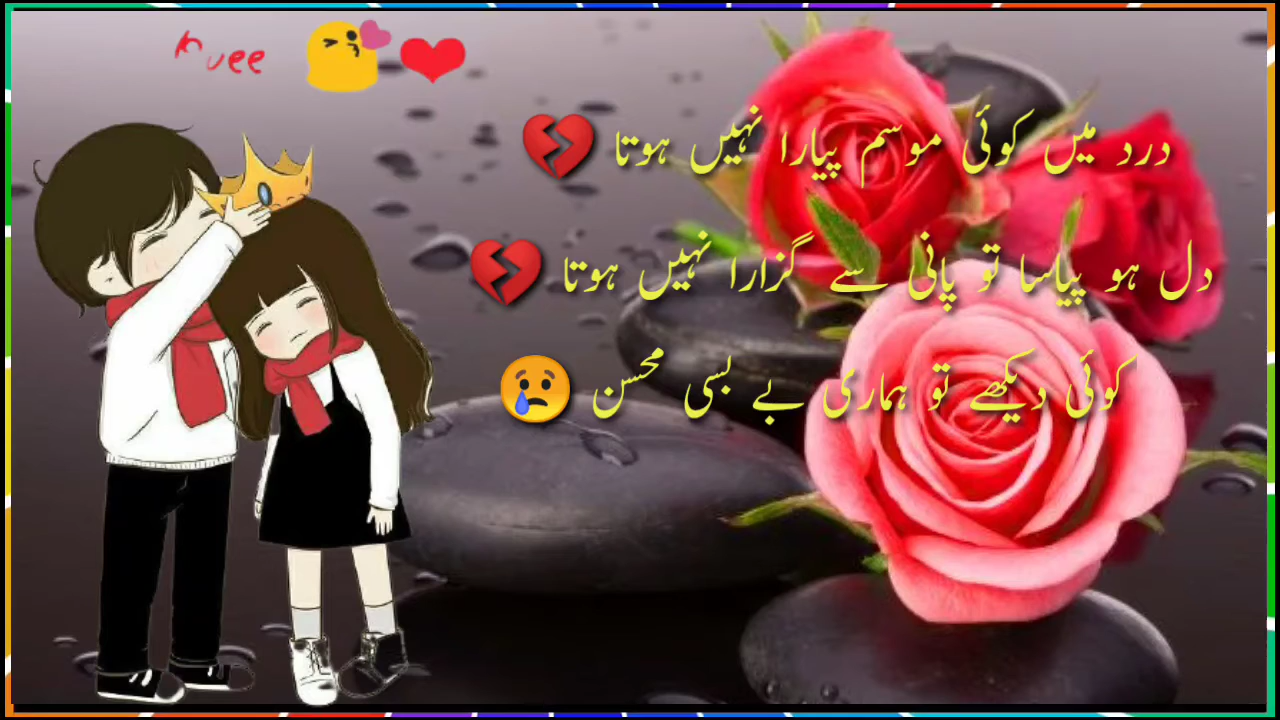 درد میں کوئی موسم پیارا نہیں ہوتا 💔
دل ہو پیاسا تو پانی سے گزارا نہیں ہوتا 💔
کوئی دیکھے تو ہماری بے بسی محسن 😢